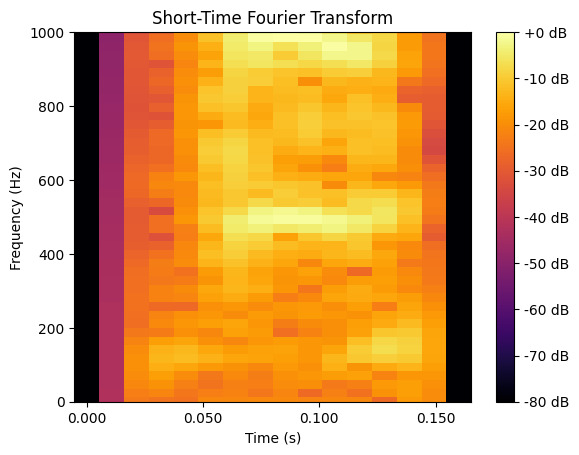 Short-Time Fourier Transform
1000
800
600
400
200
0
Frequency (Hz)
0.000
0.050
0.100
0.150
Time (s)
+0 dB
-10 dB
-20 dB
-30 dB
-40 dB
-50 dB
-60 dB
-70 dB
-80 dB